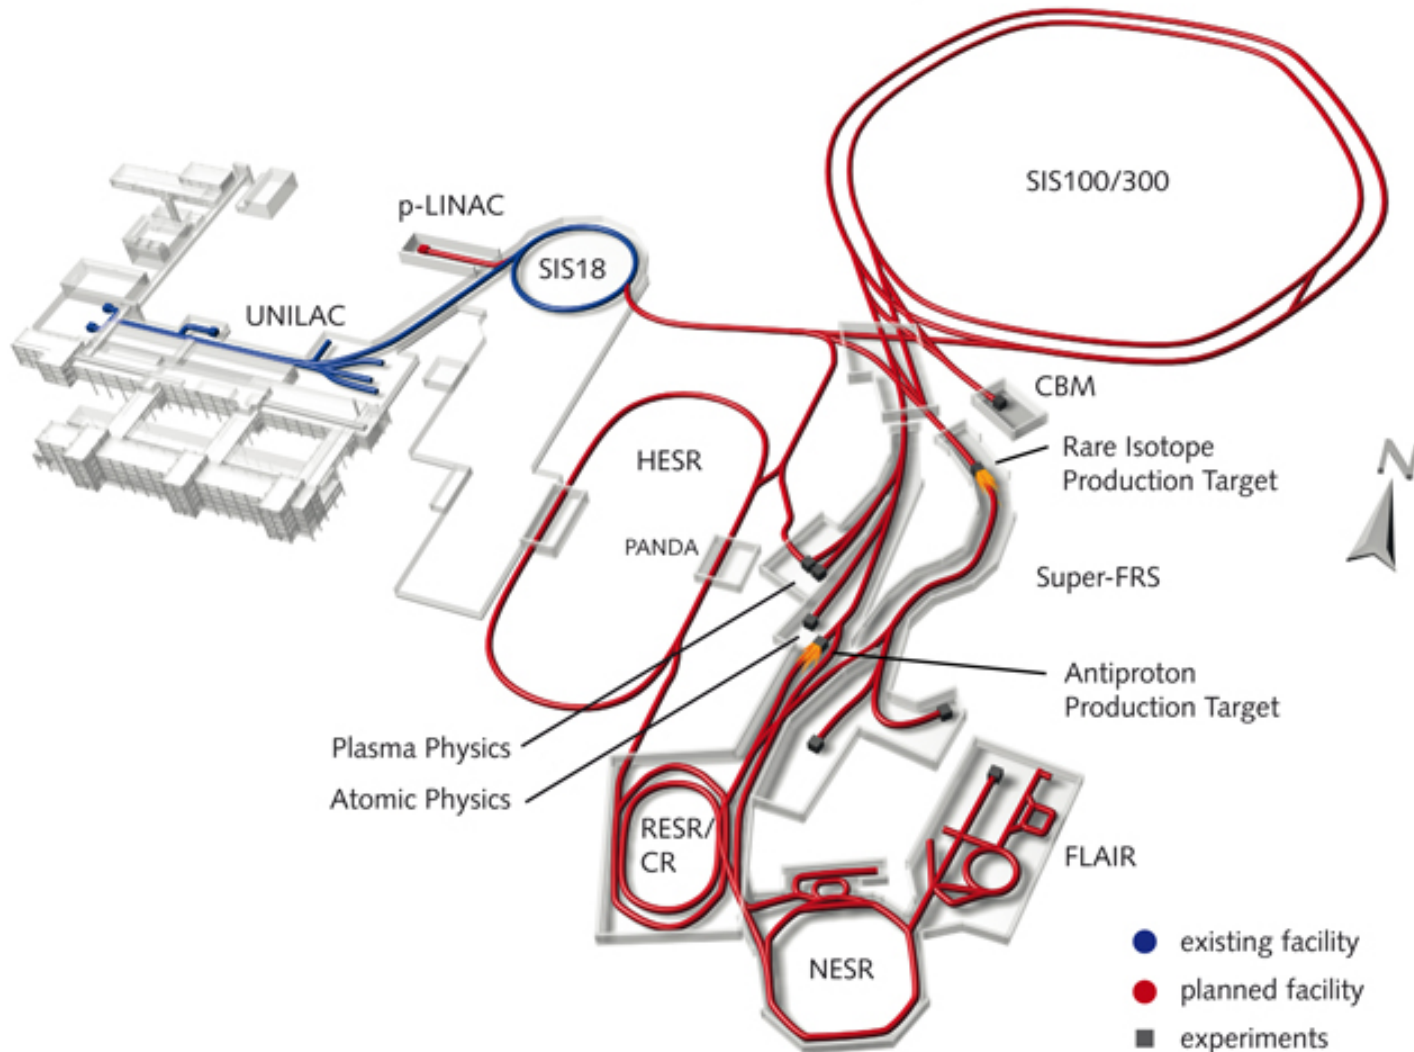 SIS100/300
p-LINAC
SIS18
UNILAC
CBM
HESR
Rare Isotope
Production Target
N
PANDA
Super-FRS
Antiproton
Production Target
Plasma Physics
Atomic Physics
RESR/
CR
FLAIR
NESR
existing facility
planned facility
experiments